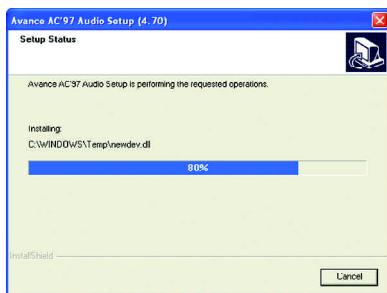 Avance AC'97 Audio Setup (4.70)
Setup Status
Avance AC'97 Audio Setup is performing the requested operations.
Installing:
C:\WINDOWS\Temp\newdev.dll
80%
InstallShield
Cancel